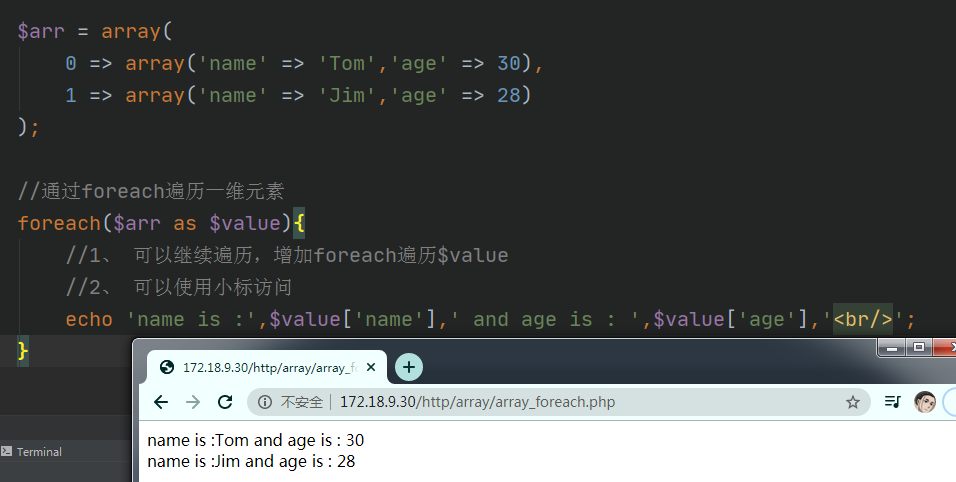 $arr = array(
0 => array('name' => 'Tom','age' => 30),
1 => array('name' => 'Jim','age' => 28)
);
//通过foreach遍历一维元素
foreach($arr as $value){
//1、 可以继续遍历，增加foreach遍历$value
//2、 可以使用小标访问
echo 'name is :',$value['name'],' and age is : ',$value['age'],'<br/>';
}
172.18.9.30/http/array/array_fo
不安全 | 172.18.9.30/http/array/array_foreach.php
name is :Tom and age is : 30
name is :Jim and age is : 28
Terminal